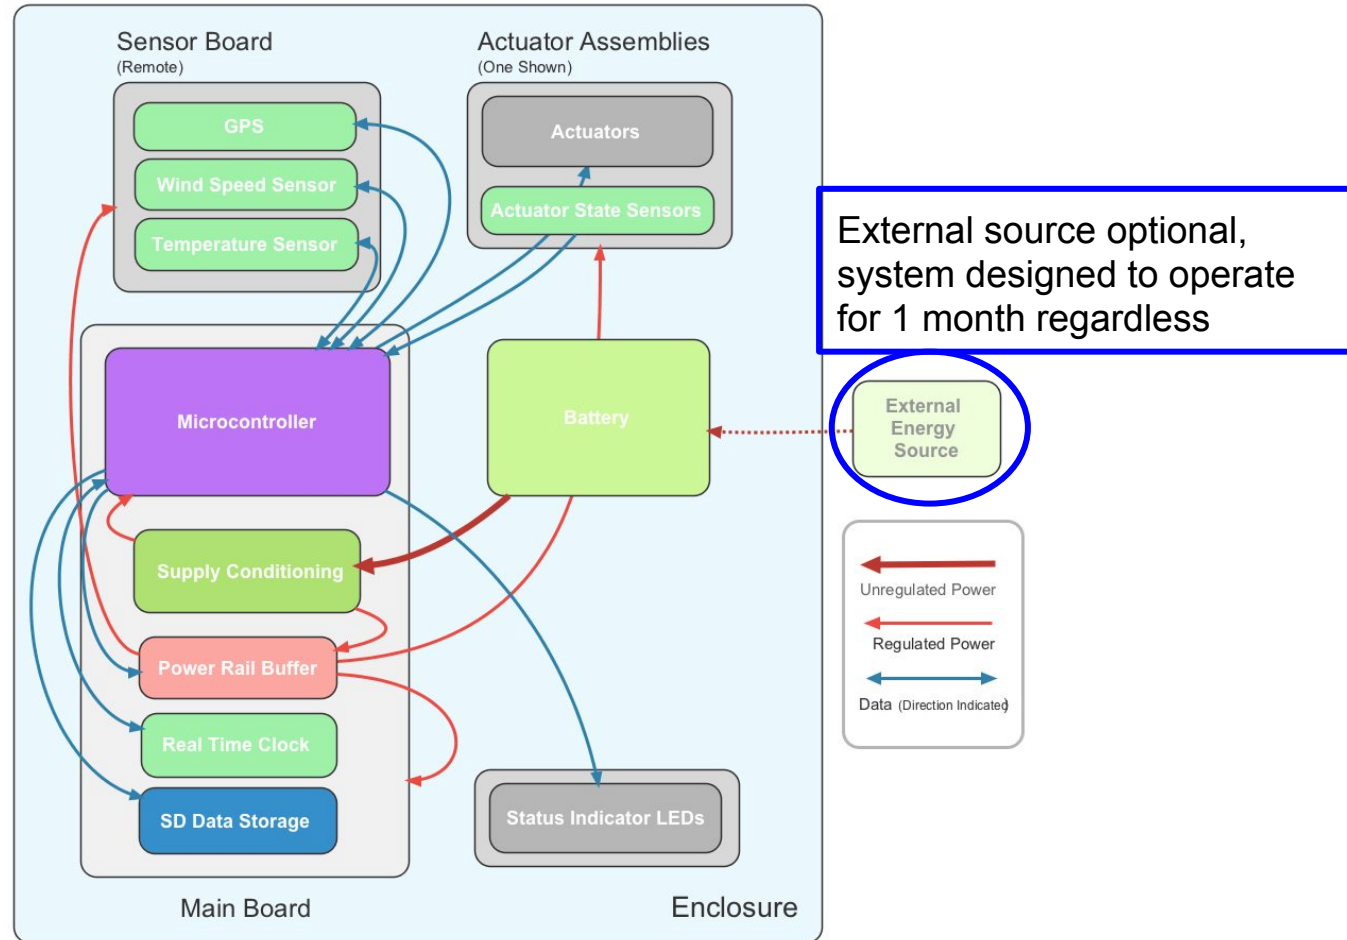 Sensor Board
(Remote)
GPS
Wind Speed Sensor
Temperature Sensor
Actuator Assemblies
(One Shown)
Actuators
Actuator State Sensors
External source optional,
system designed to operate
for 1 month regardless
Microcontroller
Battery
External
Energy
Source
Supply Conditioning
Power Rail Buffer
Real Time Clock
SD Data Storage
Status Indicator LEDs
Unregulated Power
Regulated Power
Data (Direction Indicated)
Main Board
Enclosure